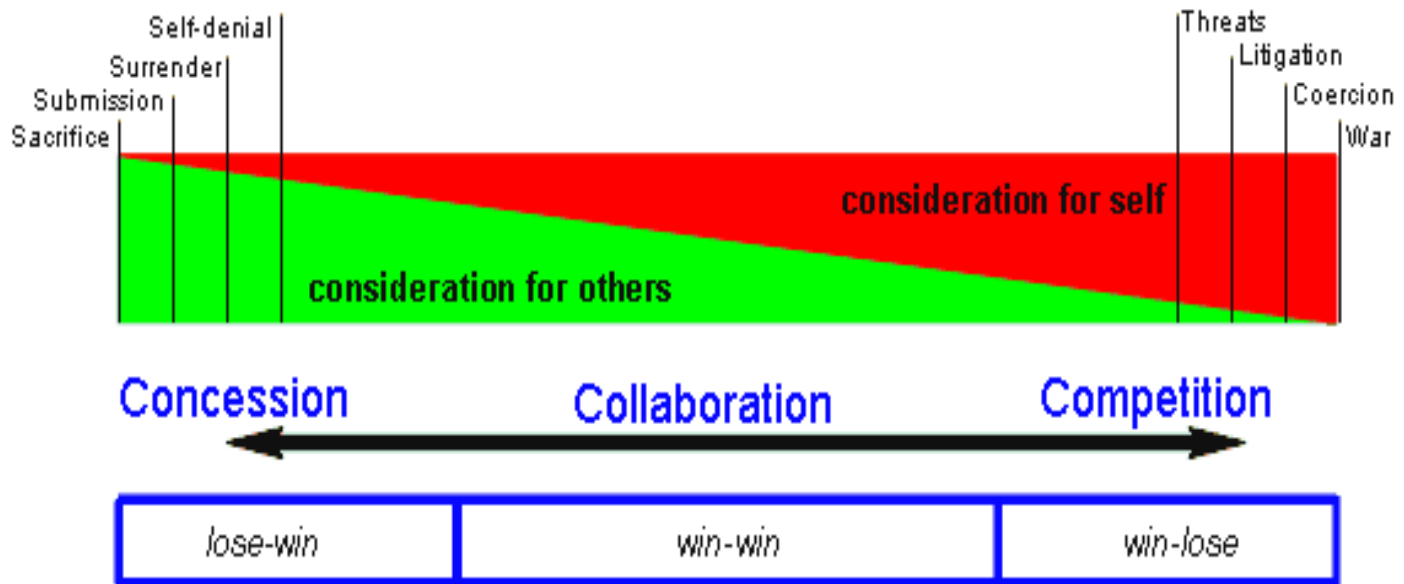 Self-denial
Threats
Surrender
Litigation
Submission
Coercion
Sacrifice
War
consideration for self
consideration for others
Concession
Collaboration
Competition
lose-win
win-win
win-lose